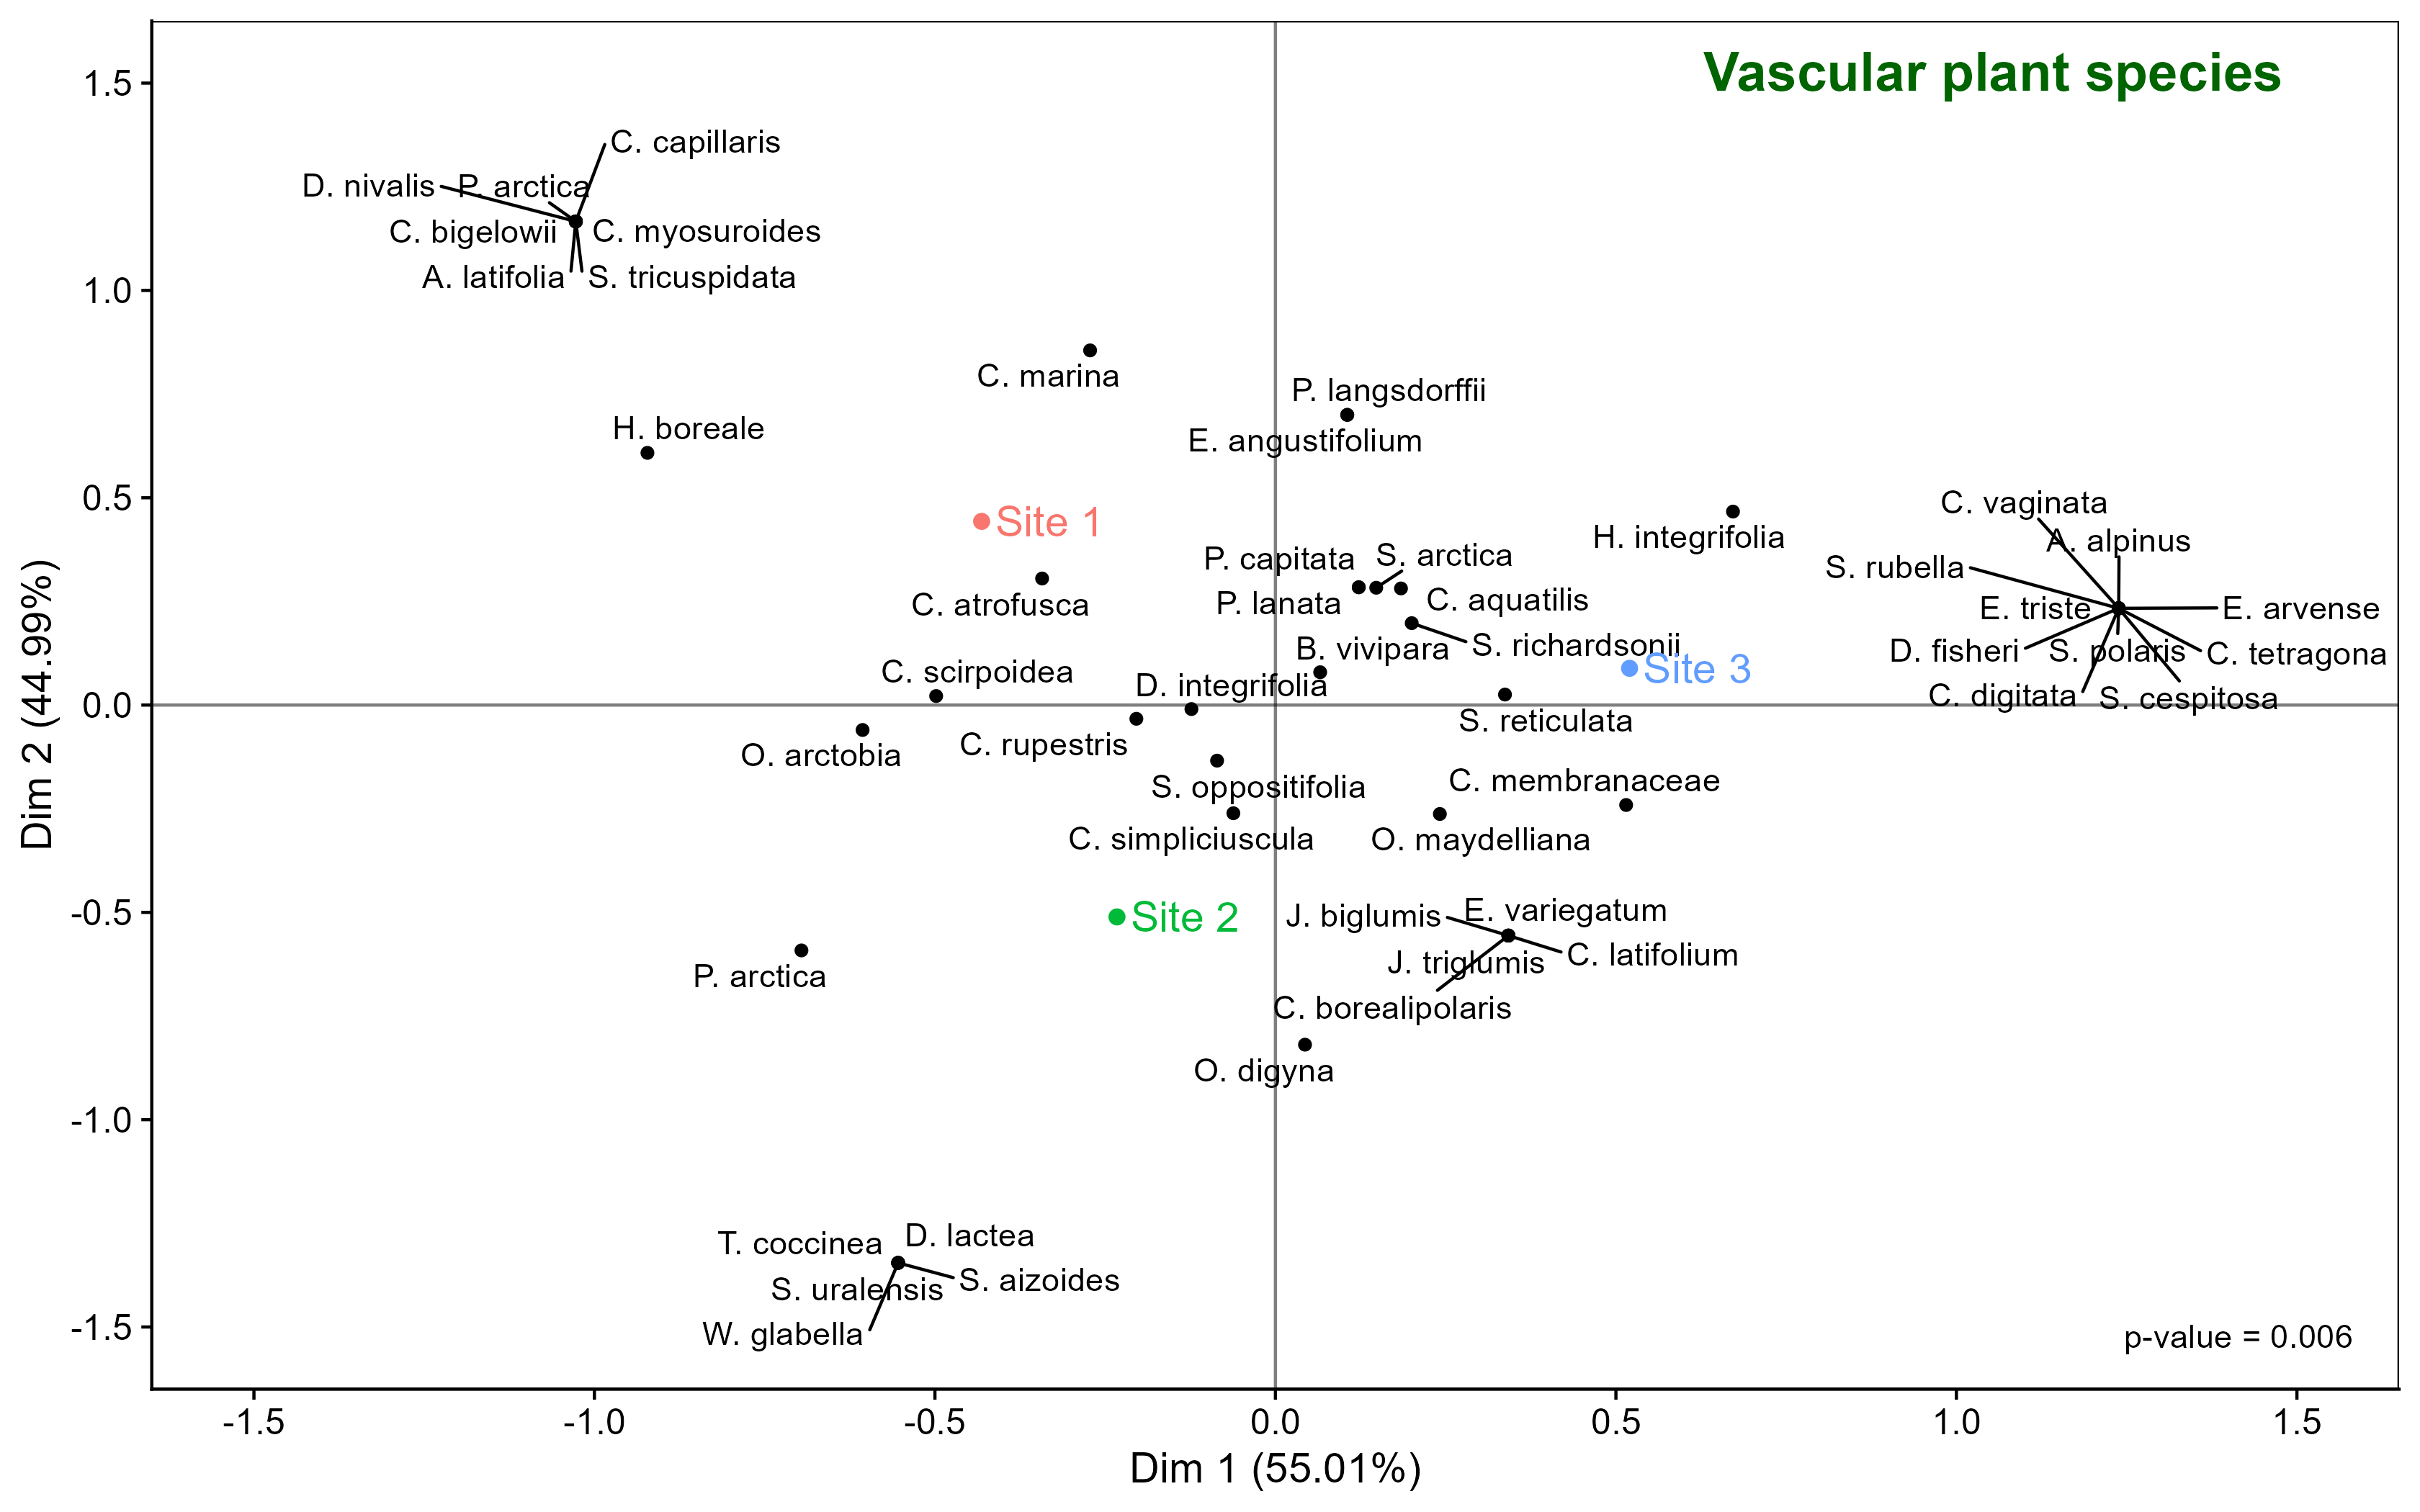 Vascular plant species
1.5
C. capillaris
D. nivalis
P. arctica
C. bigelowii
C. myosuroides
A. latifolia
S. tricuspidata
1.0
C. marina
P. langsdorffii
H. boreale
E. angustifolium
0.5
C. vaginata
Site 1
H. integrifolia
A. alpinus
P. capitata
S. arctica
S. rubella
C. atrofusca
P. lanata
C. aquatilis
E. triste
E. arvense
B. vivipara
S. richardsonii
D. fisheri
S. polaris
C. tetragona
C. scirpoidea
D. integrifolia
Site 3
C. digitata
S. cespitosa
0.0
S. reticulata
O. arctobia
C. rupestris
S. oppositifolia
C. membranaceae
C. simpliciuscula
O. maydelliana
-0.5
Site 2
J. biglumis
E. variegatum
P. arctica
J. triglumis
C. latifolium
C. borealipolaris
O. digyna
-1.0
T. coccinea
D. lactea
S. uralensis
S. aizoides
-1.5
W. glabella
p-value = 0.006
-1.5
-1.0
-0.5
0.0
0.5
1.0
1.5
Dim 1 (55.01%)
Dim 2 (44.99%)